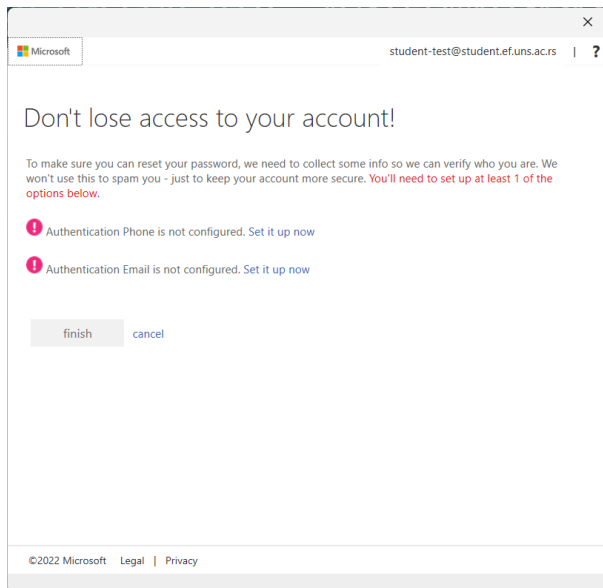 Microsoft
student-test@student.ef.uns.ac.rs | ?
Don't lose access to your account!
To make sure you can reset your password, we need to collect some info so we can verify who you are. We
won't use this to spam you - just to keep your account more secure. You'll need to set up at least 1 of the
options below.
Authentication Phone is not configured. Set it up now
Authentication Email is not configured. Set it up now
finish cancel
©2022 Microsoft Legal | Privacy